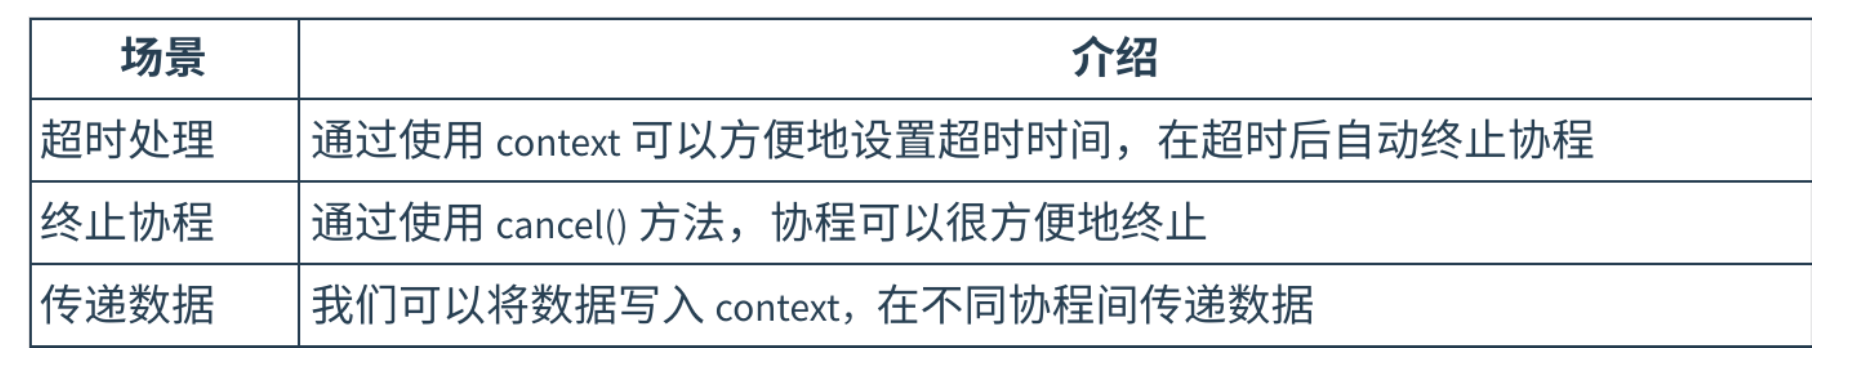 场景 介绍
超时处理 通过使用 context 可以方便地设置超时时间，在超时后自动终止协程
终止协程 通过使用 cancel() 方法，协程可以很方便地终止
传递数据 我们可以将数据写入 context，在不同协程间传递数据